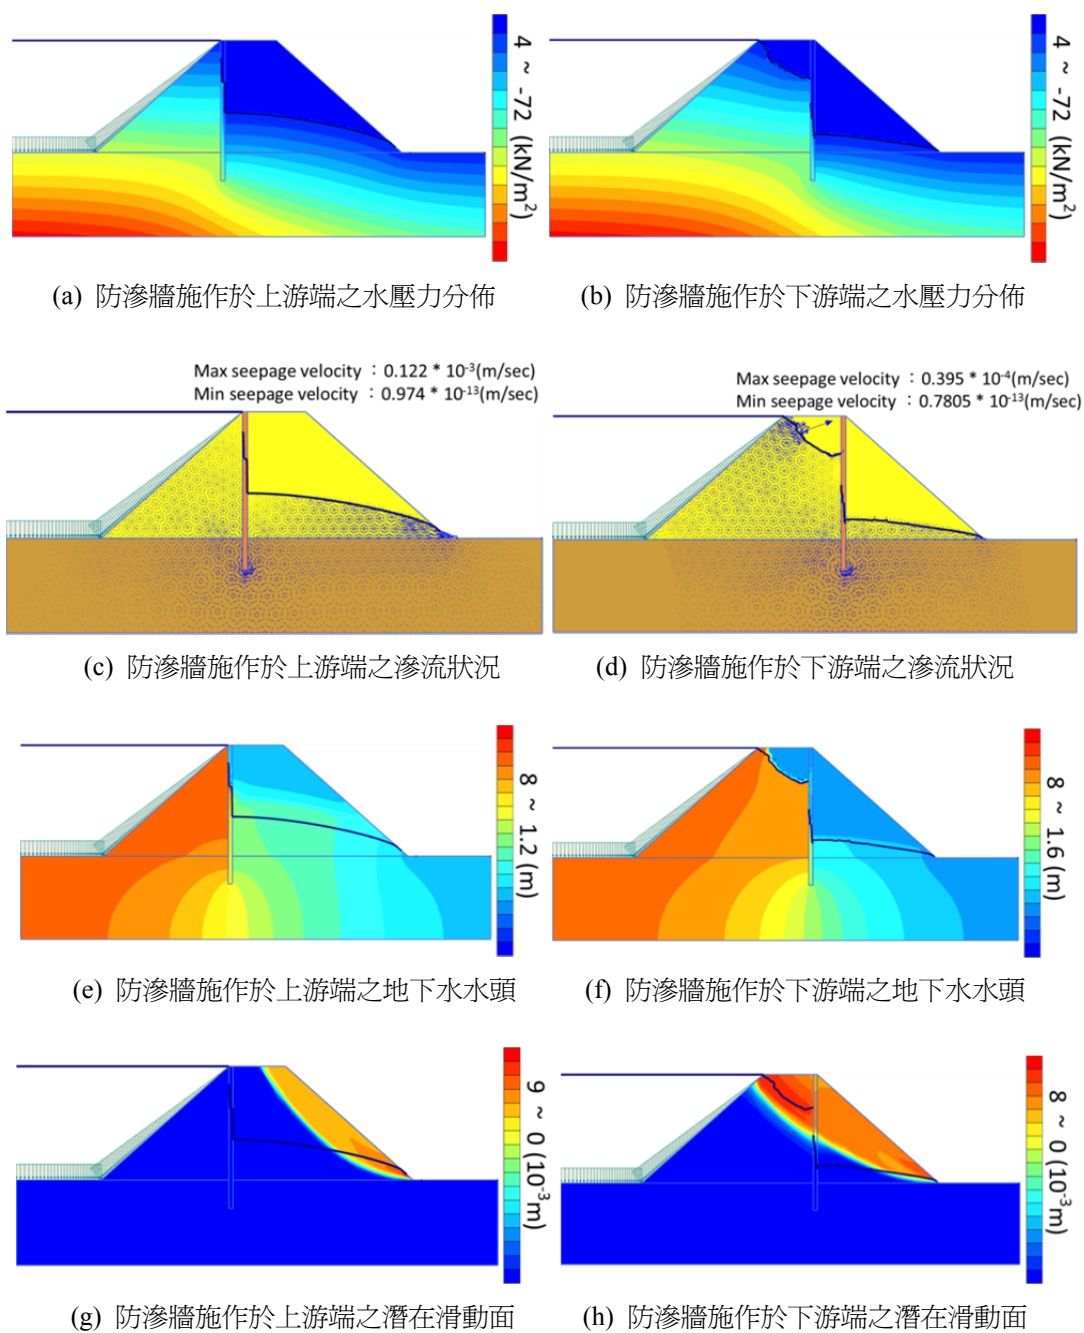 4 ~ -72 (kN/m²)
4 ~ -72 (kN/m²)
(a) 防滲牆施作於上游端之水壓力分佈
(b) 防滲牆施作於下游端之水壓力分佈
Max seepage velocity：0.122 * 10⁻³(m/sec)
Min seepage velocity：0.974 * 10⁻¹³(m/sec)
Max seepage velocity：0.395 * 10⁻⁴(m/sec)
Min seepage velocity：0.7805 * 10⁻¹³(m/sec)
(c) 防滲牆施作於上游端之滲流狀況
(d) 防滲牆施作於下游端之滲流狀況
8 ~ 1.2 (m)
8 ~ 1.6 (m)
(e) 防滲牆施作於上游端之地下水水頭
(f) 防滲牆施作於下游端之地下水水頭
9 ~ 0 (10⁻³m)
8 ~ 0 (10⁻³m)
(g) 防滲牆施作於上游端之潛在滑動面
(h) 防滲牆施作於下游端之潛在滑動面